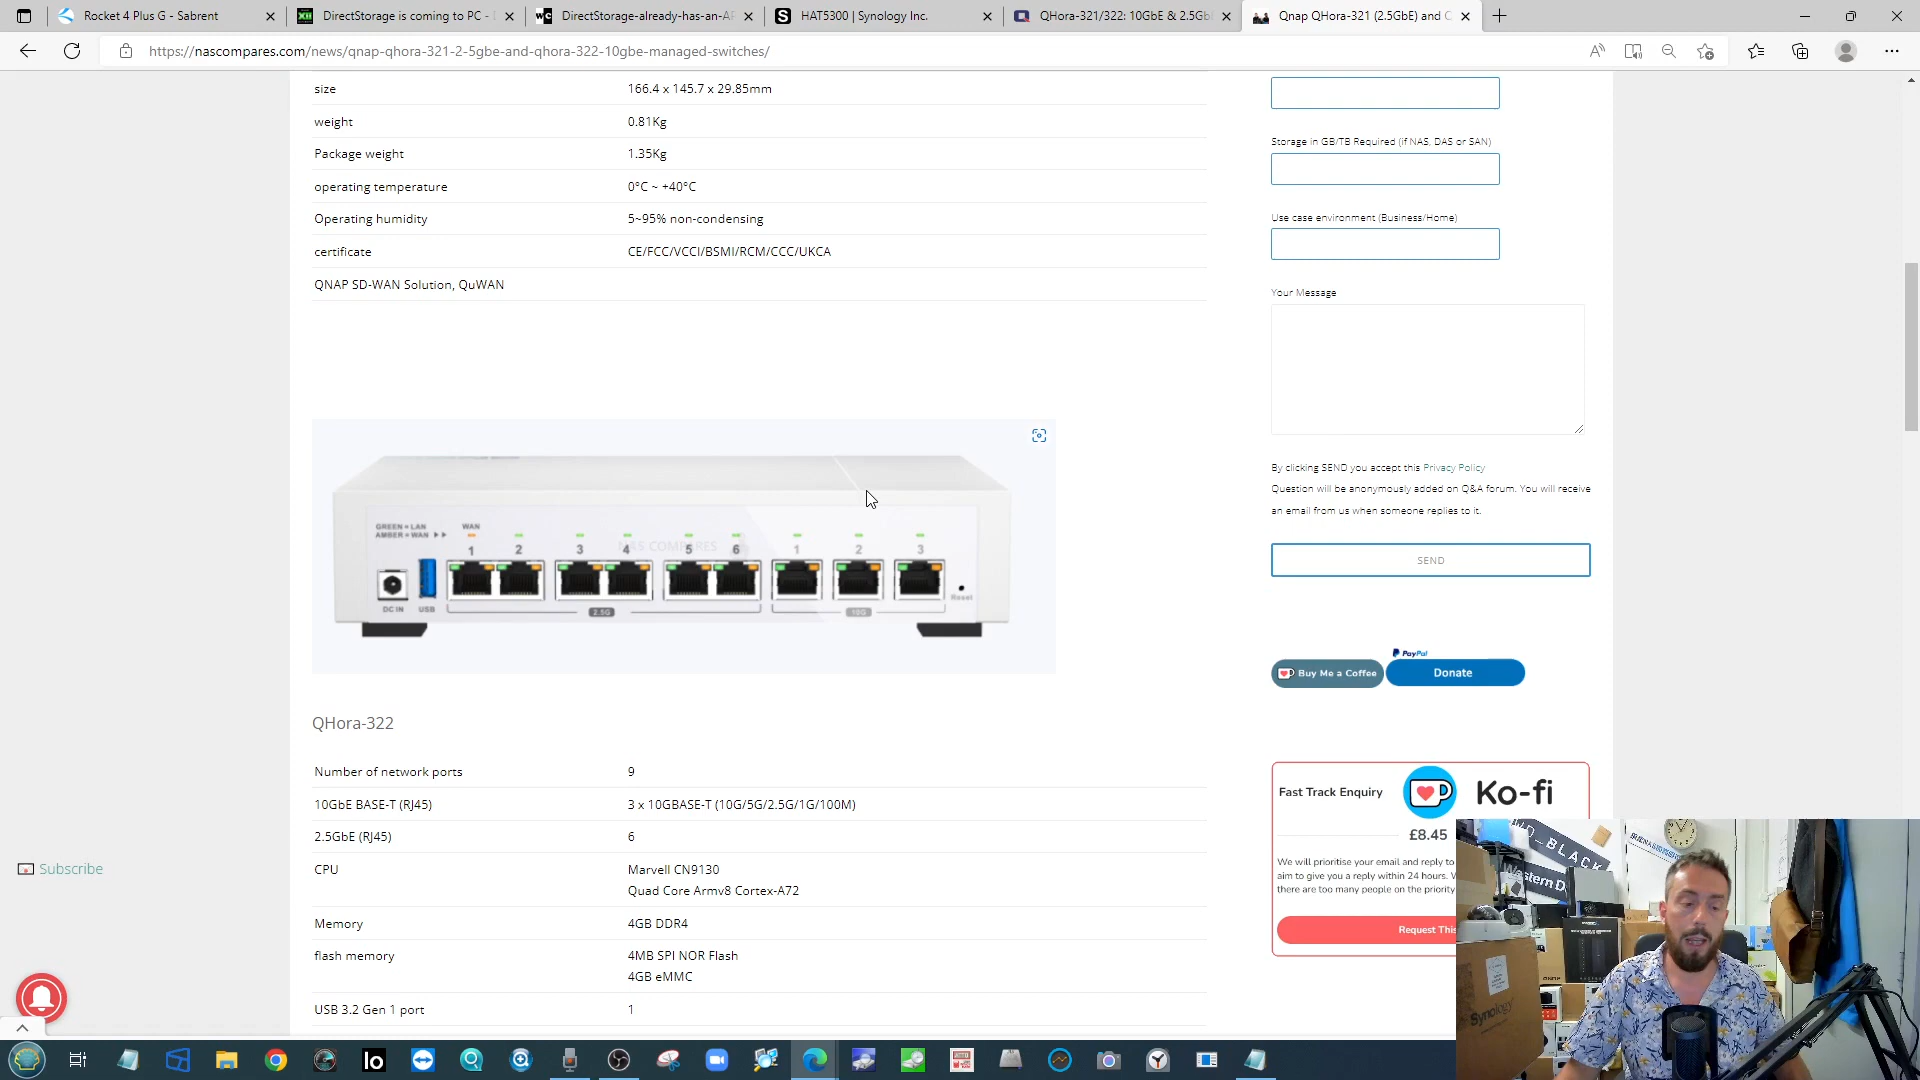 Rocket 4 Plus G - Sabrent
DirectStorage is coming to PC -
DirectStorage-already-has-an-AP
HAT5300 | Synology Inc.
QHora-321/322: 10GbE & 2.5Gb
Qnap QHora-321 (2.5GbE) and Q
https://nascompares.com/news/qnap-qhora-321-2-5gbe-and-qhora-322-10gbe-managed-switches/
size 166.4 x 145.7 x 29.85mm
weight 0.81Kg
Package weight 1.35Kg
operating temperature 0°C ~ +40°C
Operating humidity 5~95% non-condensing
certificate CE/FCC/VCCI/BSMI/RCM/CCC/UKCA
QNAP SD-WAN Solution, QuWAN
GREEN = LAN
AMBER = WAN
WAN
1 2 3 4 5 6 1 2 3
NAS COMPARES
DC IN USB 2.5G 10G Reset
QHora-322
Number of network ports 9
10GbE BASE-T (RJ45) 3 x 10GBASE-T (10G/5G/2.5G/1G/100M)
2.5GbE (RJ45) 6
CPU Marvell CN9130
Quad Core Armv8 Cortex-A72
Memory 4GB DDR4
flash memory 4MB SPI NOR Flash
4GB eMMC
USB 3.2 Gen 1 port 1
Subscribe
Storage in GB/TB Required (if NAS, DAS or SAN)
Use case environment (Business/Home)
Your Message
By clicking SEND you accept this Privacy Policy
Question will be anonymously added on Q&A forum. You will receive
an email from us when someone replies to it.
SEND
PayPal
Buy Me a Coffee Donate
Fast Track Enquiry Ko-fi
£8.45
We will prioritise your email and reply to
aim to give you a reply within 24 hours.
there are too many people on the priority
Request This
WD_BLACK
Western D
Synology